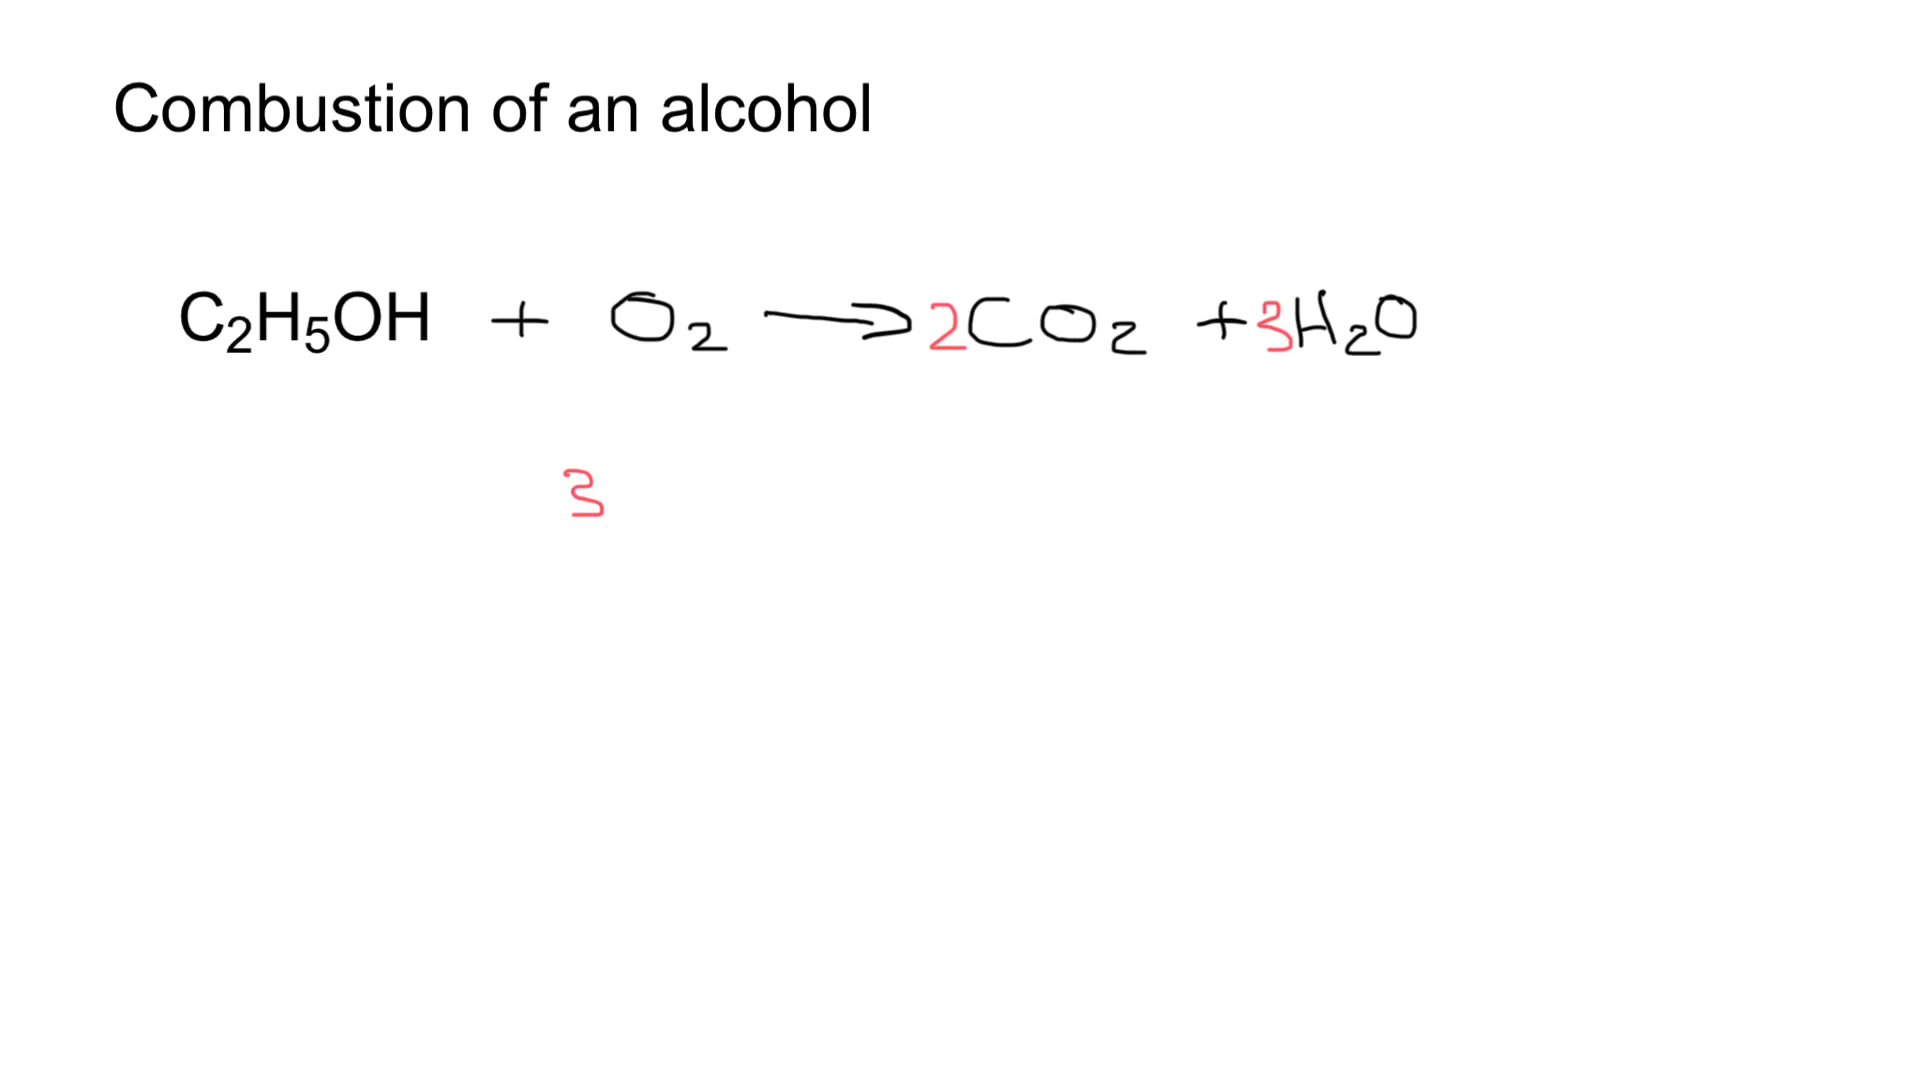 Combustion of an alcohol
C₂H₅OH + O₂ → 2CO₂ + 3H₂O
3